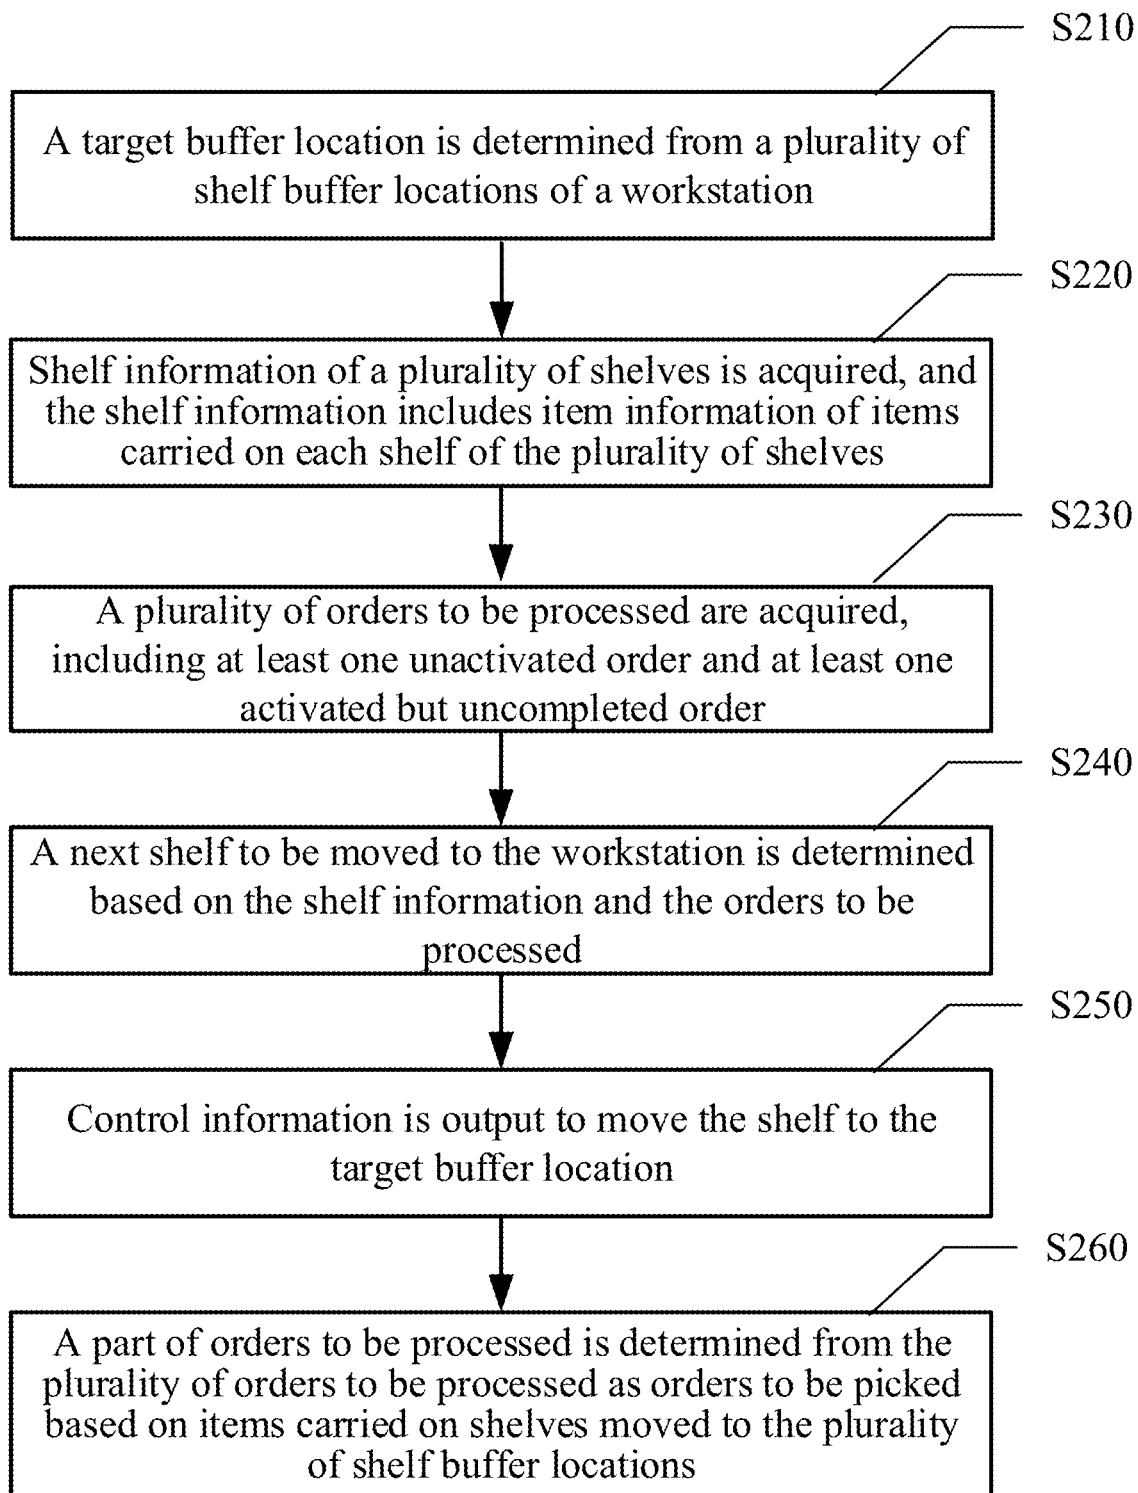 S210
A target buffer location is determined from a plurality of
shelf buffer locations of a workstation
S220
Shelf information of a plurality of shelves is acquired, and
the shelf information includes item information of items
carried on each shelf of the plurality of shelves
S230
A plurality of orders to be processed are acquired,
including at least one unactivated order and at least one
activated but uncompleted order
S240
A next shelf to be moved to the workstation is determined
based on the shelf information and the orders to be
processed
S250
Control information is output to move the shelf to the
target buffer location
S260
A part of orders to be processed is determined from the
plurality of orders to be processed as orders to be picked
based on items carried on shelves moved to the plurality
of shelf buffer locations